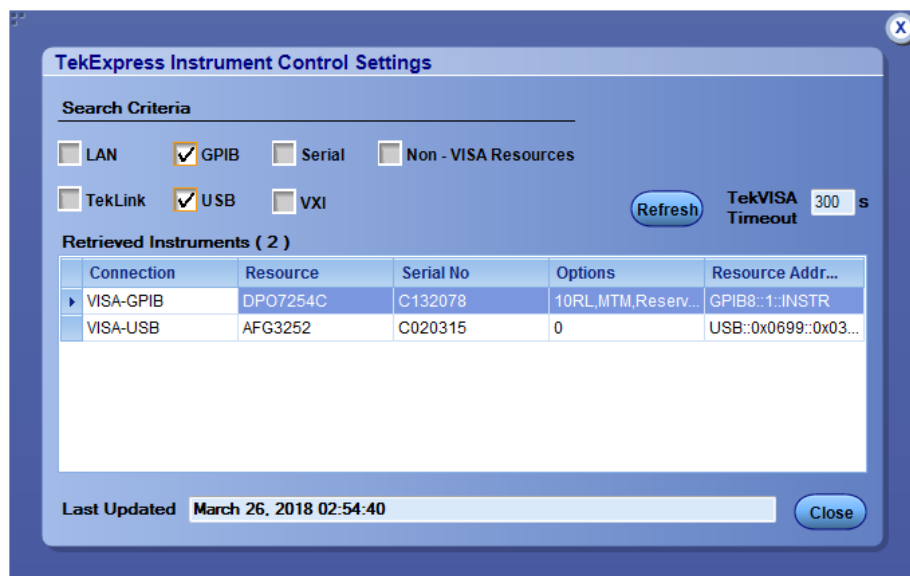 X
TekExpress Instrument Control Settings
Search Criteria
LAN GPIB Serial Non - VISA Resources
TekLink USB VXI Refresh TekVISA Timeout 300 s
Retrieved Instruments ( 2 )
Connection Resource Serial No Options Resource Addr...
VISA-GPIB DPO7254C C132078 10RL,MTM,Reserv... GPIB8::1::INSTR
VISA-USB AFG3252 C020315 0 USB::0x0699::0x03...
Last Updated March 26, 2018 02:54:40 Close